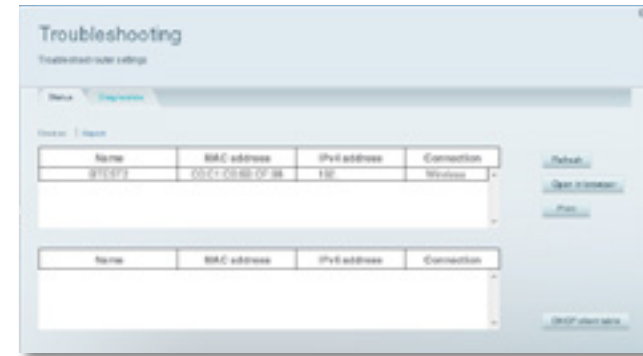 Troubleshooting
Troubleshoot router settings
Status Diagnostics
Devices | Report
Name MAC address IPv4 address Connection
192. Wireless
Refresh
Open in browser
Print
Name MAC address IPv6 address Connection
DHCP client table